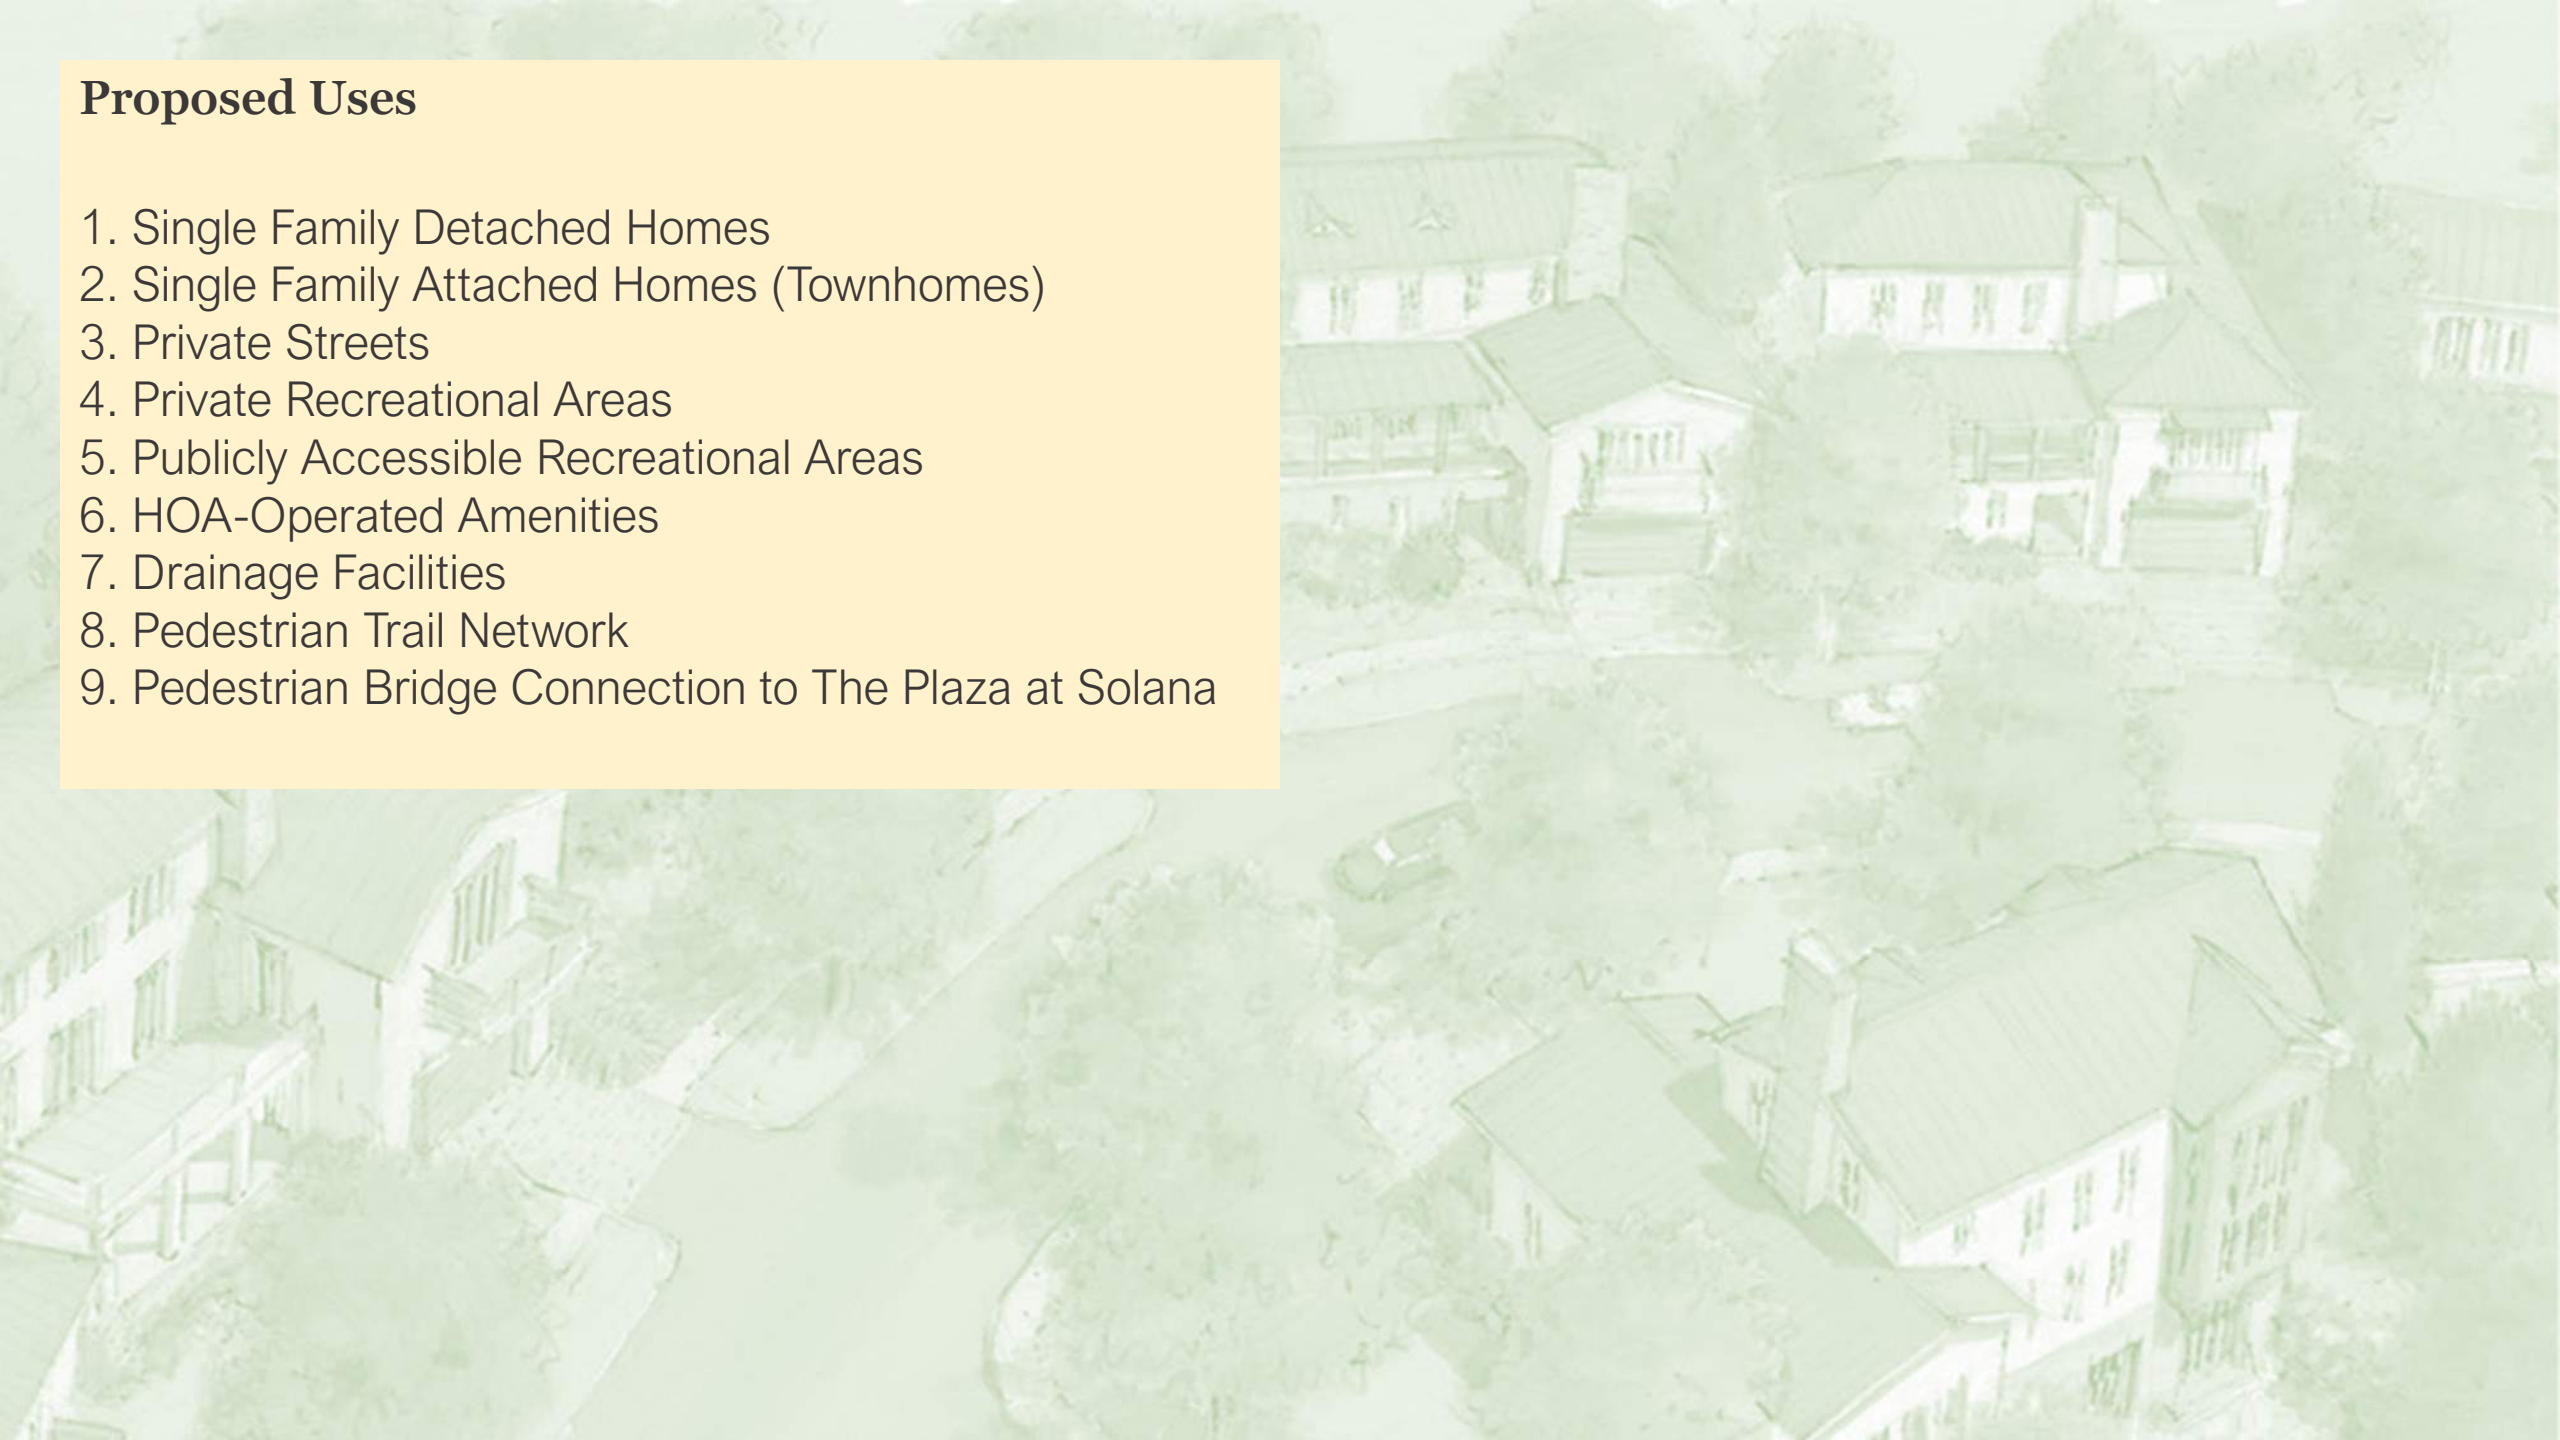 Proposed Uses
1. Single Family Detached Homes
2. Single Family Attached Homes (Townhomes)
3. Private Streets
4. Private Recreational Areas
5. Publicly Accessible Recreational Areas
6. HOA-Operated Amenities
7. Drainage Facilities
8. Pedestrian Trail Network
9. Pedestrian Bridge Connection to The Plaza at Solana